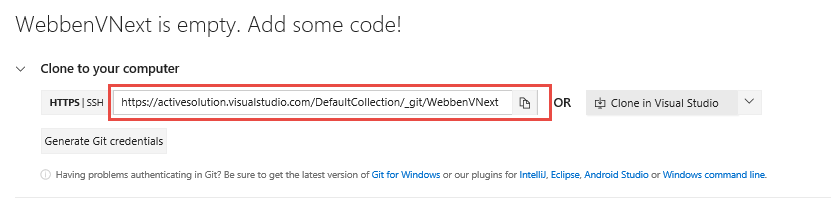 WebbenVNext is empty. Add some code!
Clone to your computer
HTTPS | SSH https://activesolution.visualstudio.com/DefaultCollection/_git/WebbenVNext OR Clone in Visual Studio
Generate Git credentials
Having problems authenticating in Git? Be sure to get the latest version of Git for Windows or our plugins for IntelliJ, Eclipse, Android Studio or Windows command line.